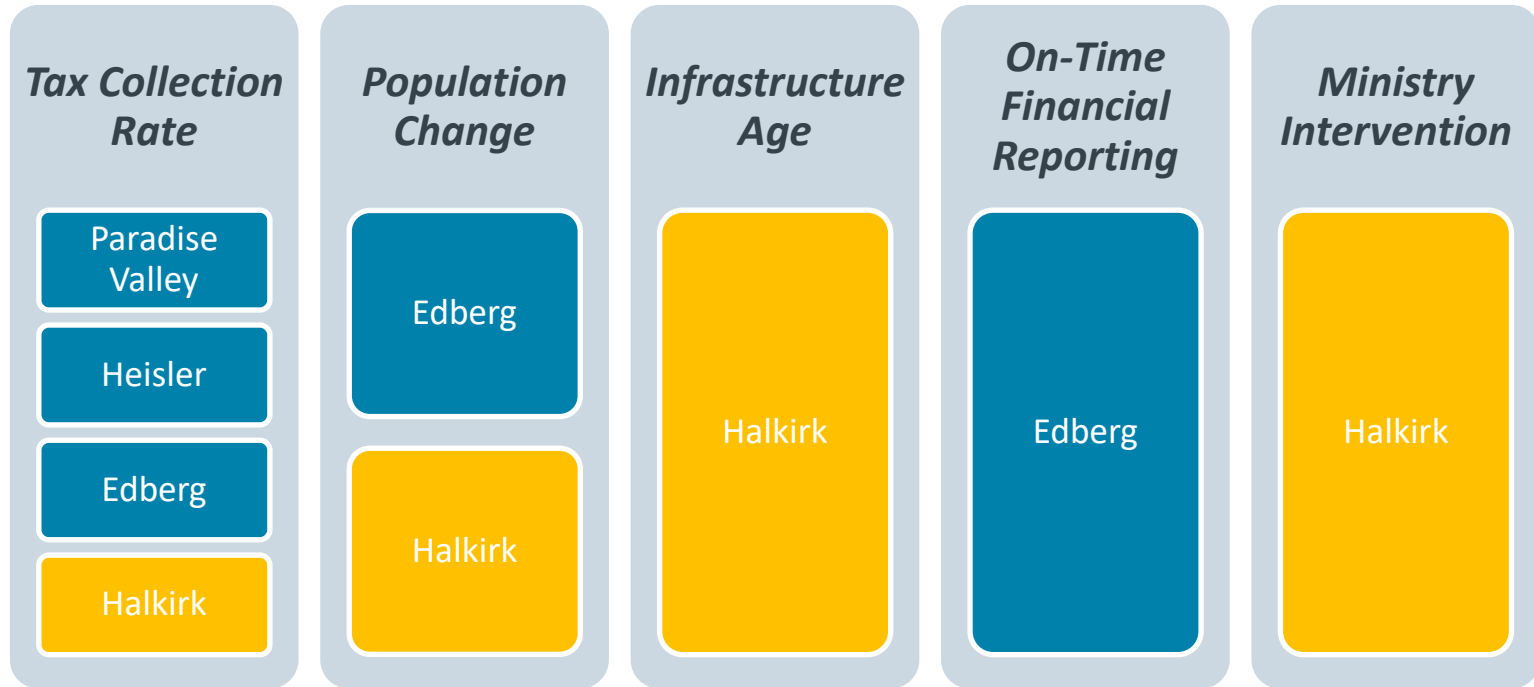 Tax Collection
Rate
Paradise
Valley
Heisler
Edberg
Halkirk
Population
Change
Edberg
Halkirk
Infrastructure
Age
Halkirk
On-Time
Financial
Reporting
Edberg
Ministry
Intervention
Halkirk